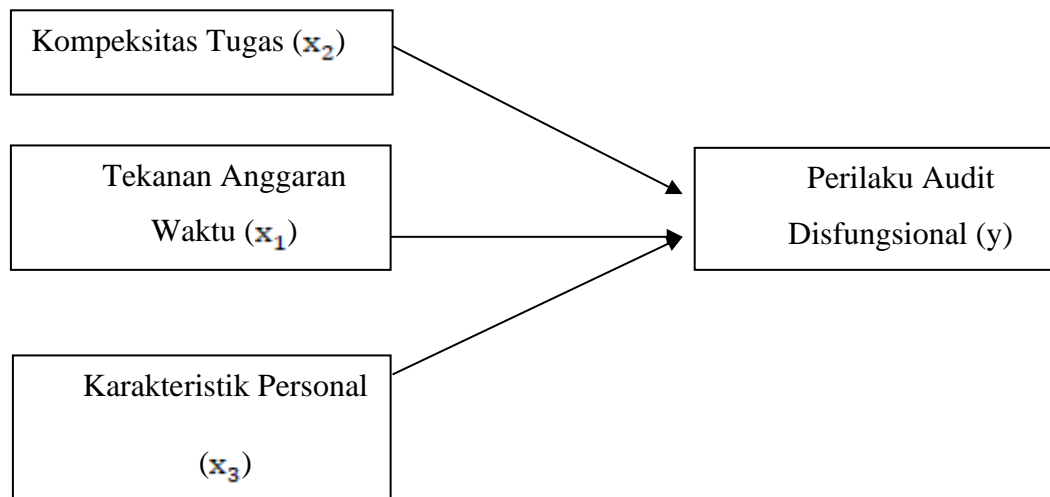 Kompeksitas Tugas (x₂)
Tekanan Anggaran
Waktu (x₁)
Perilaku Audit
Disfungsional (y)
Karakteristik Personal
(x₃)